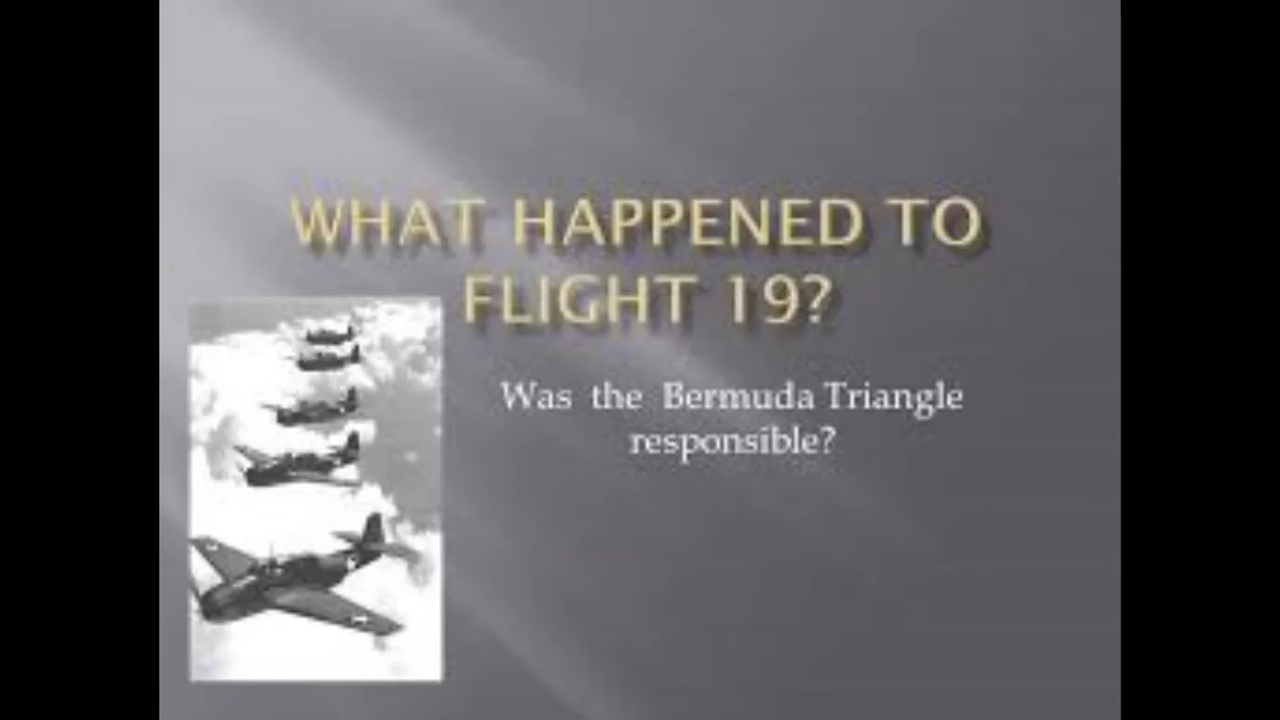 WHAT HAPPENED TO
FLIGHT 19?
Was the Bermuda Triangle
responsible?